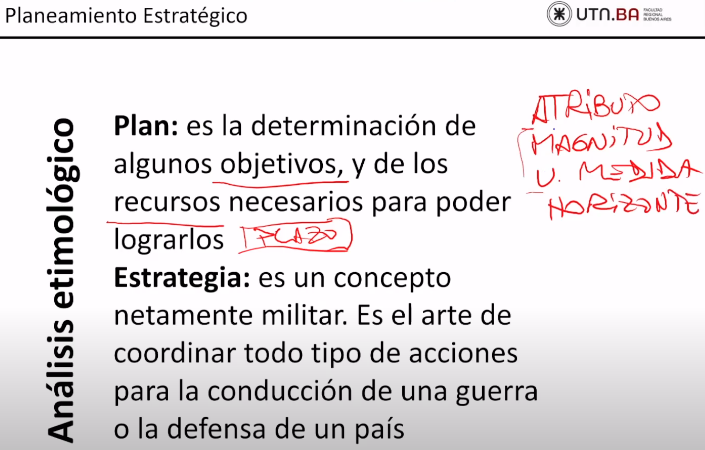 Planeamiento Estratégico
UTN.BA
FACULTAD
REGIONAL
BUENOS AIRES
Análisis etimológico
Plan: es la determinación de
algunos objetivos, y de los
recursos necesarios para poder
lograrlos PLAZO
Estrategia: es un concepto
netamente militar. Es el arte de
coordinar todo tipo de acciones
para la conducción de una guerra
o la defensa de un país
ATRIBUTO
MAGNITUD
U. MEDIDA
HORIZONTE